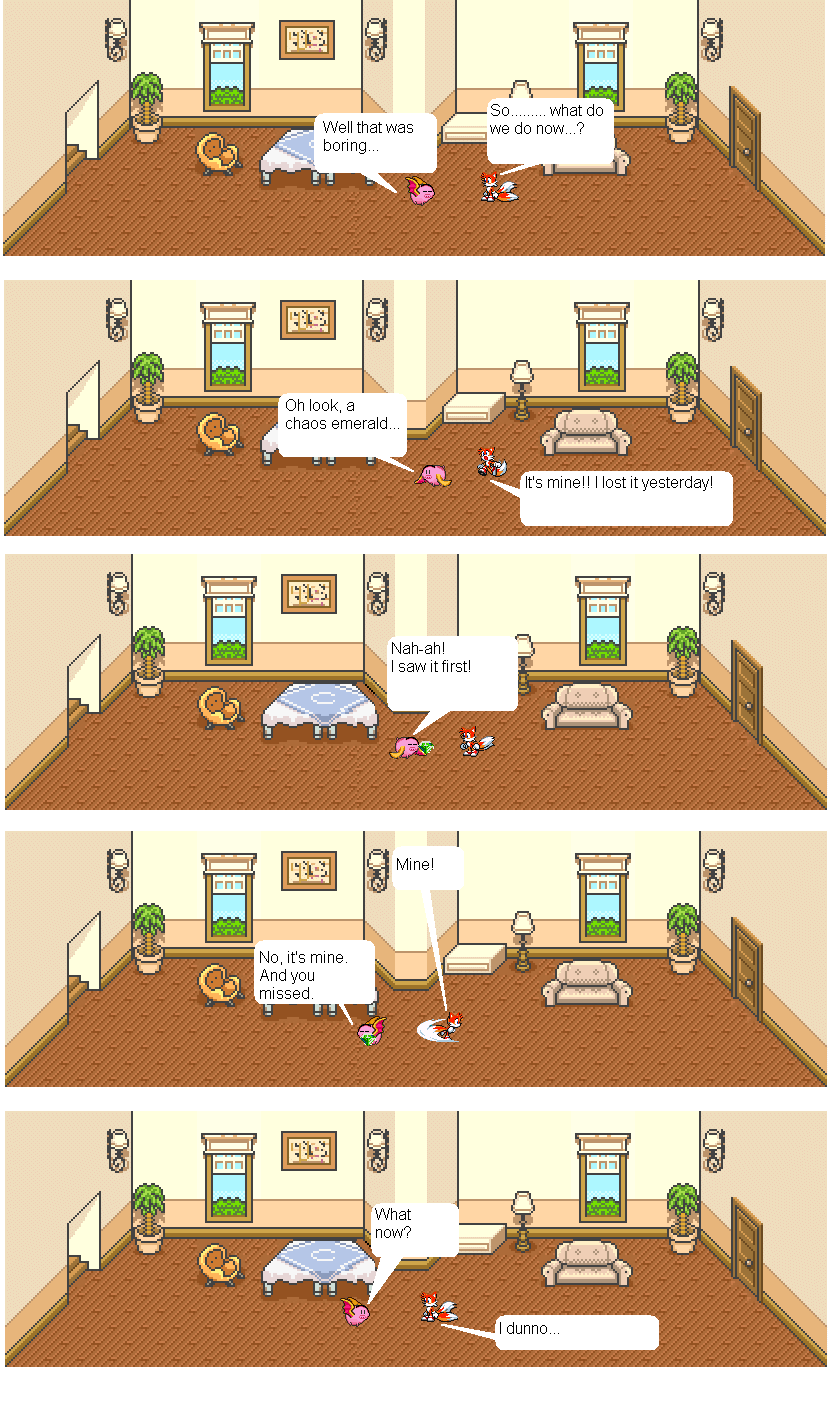 Well that was
boring...
So......... what do
we do now...?
Oh look, a
chaos emerald...
It's mine!! I lost it yesterday!
Nah-ah!
I saw it first!
Mine!
No, it's mine.
And you
missed.
What
now?
I dunno...